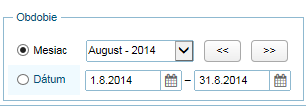 Obdobie
Mesiac August - 2014 << >>
Dátum 1.8.2014 – 31.8.2014